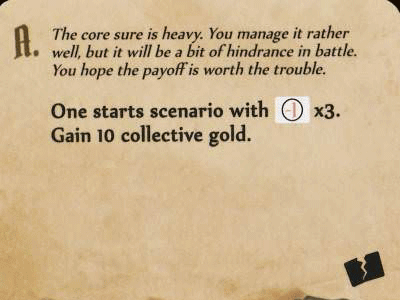 A. The core sure is heavy. You manage it rather
well, but it will be a bit of hindrance in battle.
You hope the payoff is worth the trouble.
One starts scenario with -1 x3.
Gain 10 collective gold.